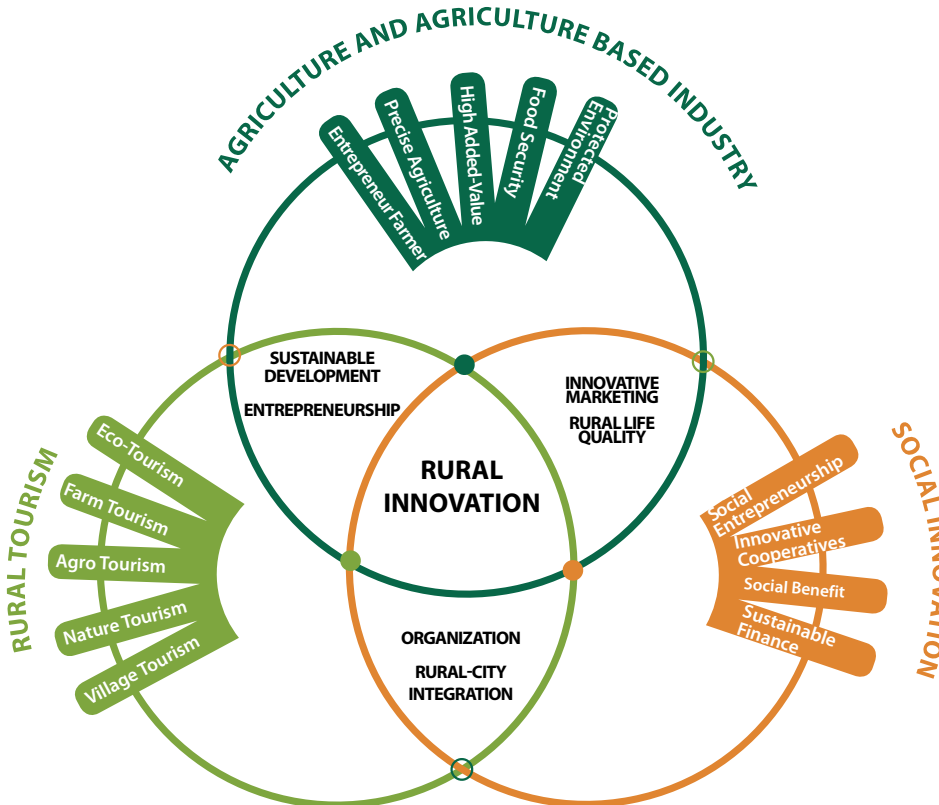 AGRICULTURE AND AGRICULTURE BASED INDUSTRY
Entrepreneur Farmer
Precise Agriculture
High Added-Value
Food Security
Protected
Environment
SUSTAINABLE
DEVELOPMENT
ENTREPRENEURSHIP
INNOVATIVE
MARKETING
RURAL LIFE
QUALITY
RURAL
INNOVATION
RURAL TOURISM
Eco-Tourism
Farm Tourism
Agro Tourism
Nature Tourism
Village Tourism
SOCIAL INNOVATION
Social
Entrepreneurship
Innovative
Cooperatives
Social Benefit
Sustainable
Finance
ORGANIZATION
RURAL-CITY
INTEGRATION